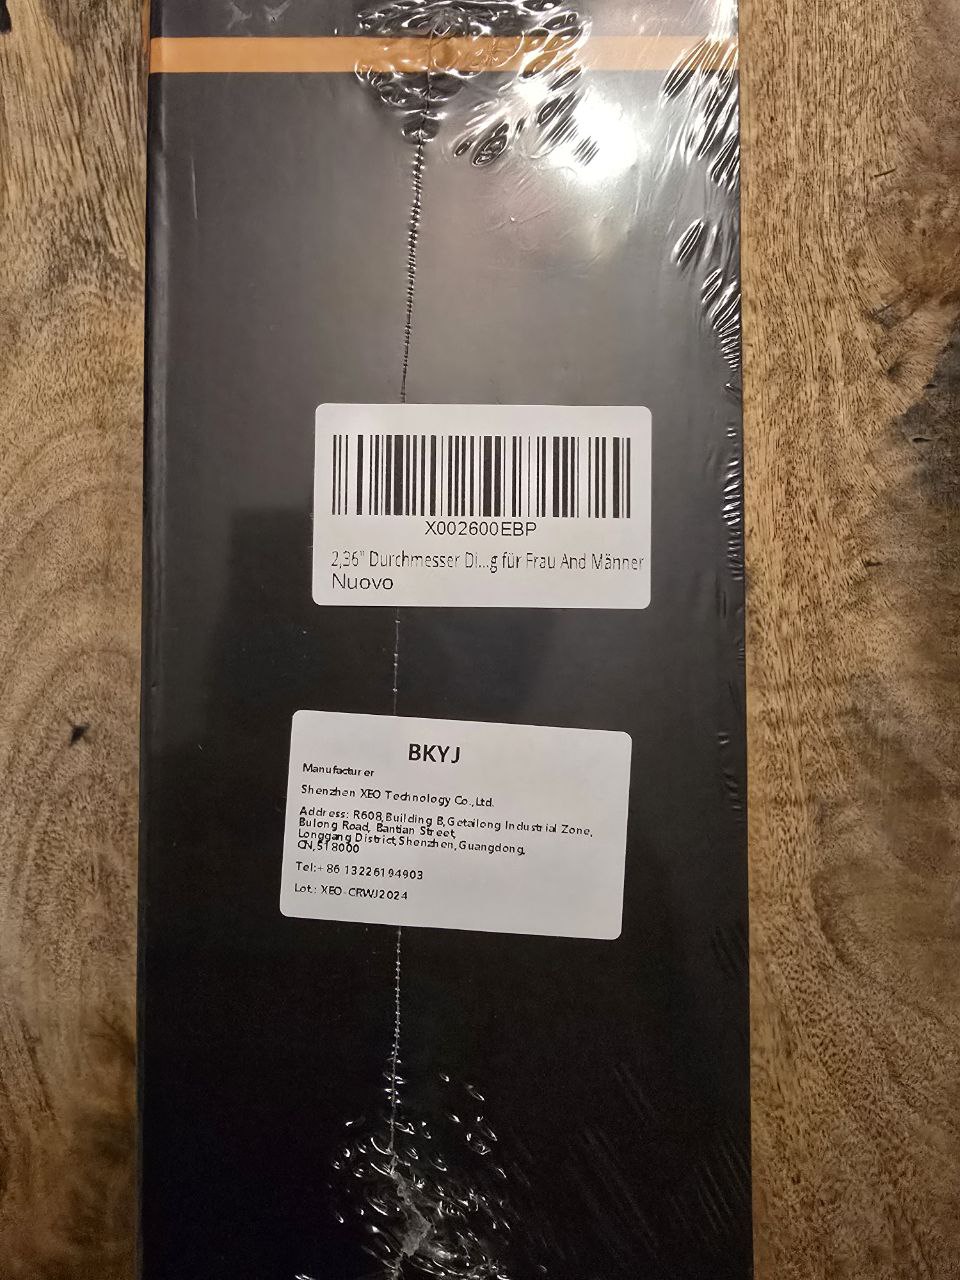 X002600EBP
2,36" Durchmesser Di...g für Frau And Männer
Nuovo
BKYJ
Manufacturer
Shenzhen XEO Technology Co.,Ltd.
Address: R608,Building B,Getailong Industrial Zone,
Bulong Road, Bantian Street,
Longgang District,Shenzhen,Guangdong,
CN,518000
Tel:+ 86 13226194903
Lot.: XEO-CRWJ2024